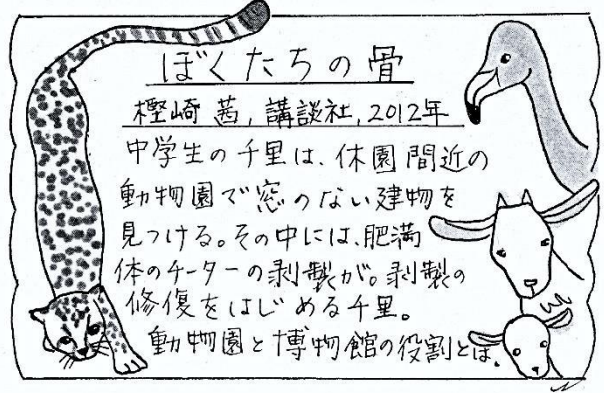 ぼくたちの骨
樫崎 茜, 講談社, 2012年
中学生の千里は、休園間近の
動物園で窓のない建物を
見つける。その中には、肥満
体のチーターの剥製が。剥製の
修復をはじめる千里。
動物園と博物館の役割とは、